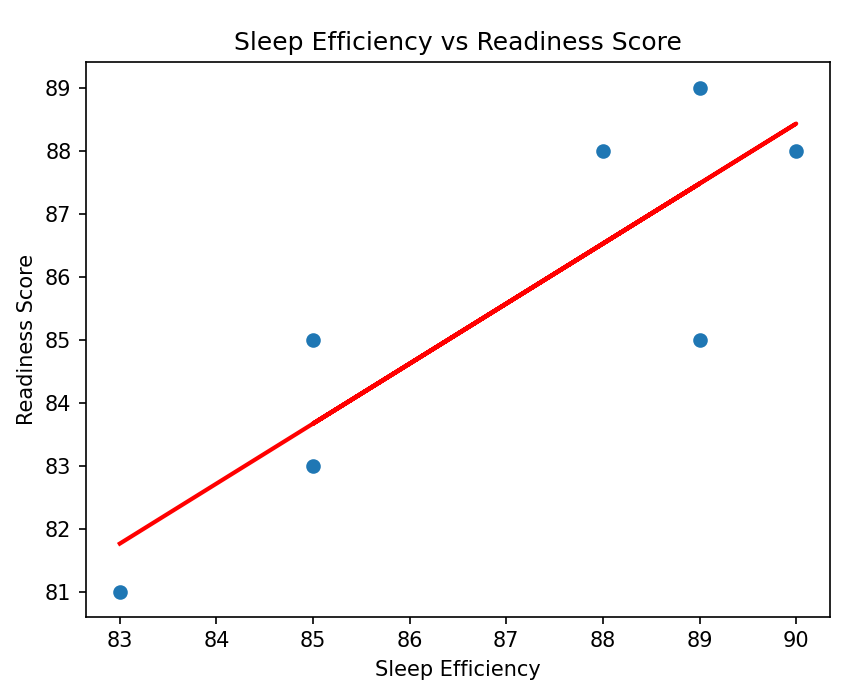 Sleep Efficiency vs Readiness Score
89
88
87
86
85
84
83
82
81
Readiness Score
83 84 85 86 87 88 89 90
Sleep Efficiency